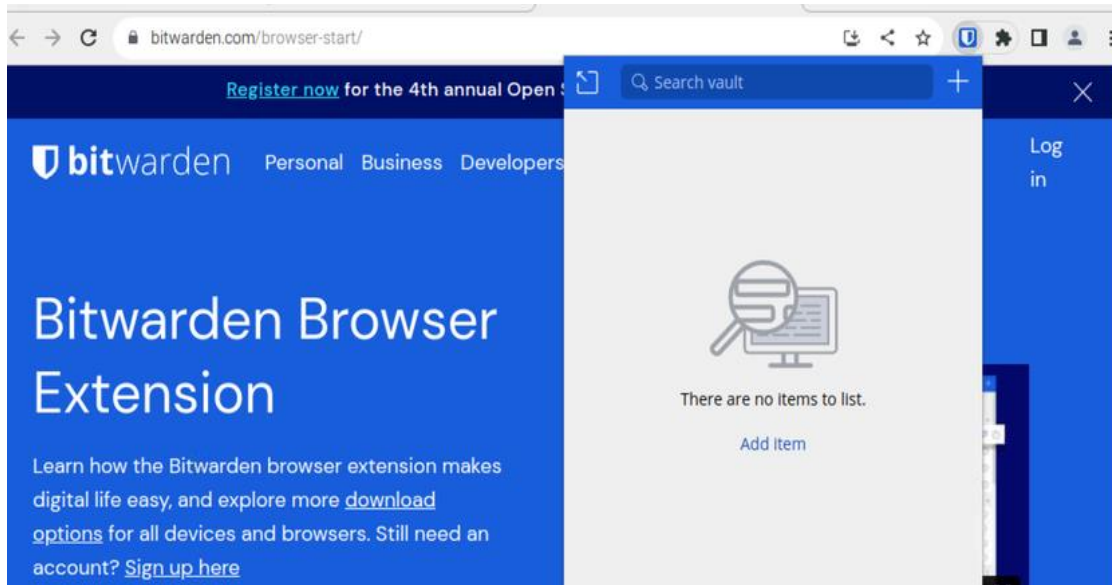 bitwarden.com/browser-start/
Register now for the 4th annual Open
Search vault
bitwarden Personal Business Developers
Log
in
Bitwarden Browser
Extension
There are no items to list.
Add item
Learn how the Bitwarden browser extension makes
digital life easy, and explore more download
options for all devices and browsers. Still need an
account? Sign up here